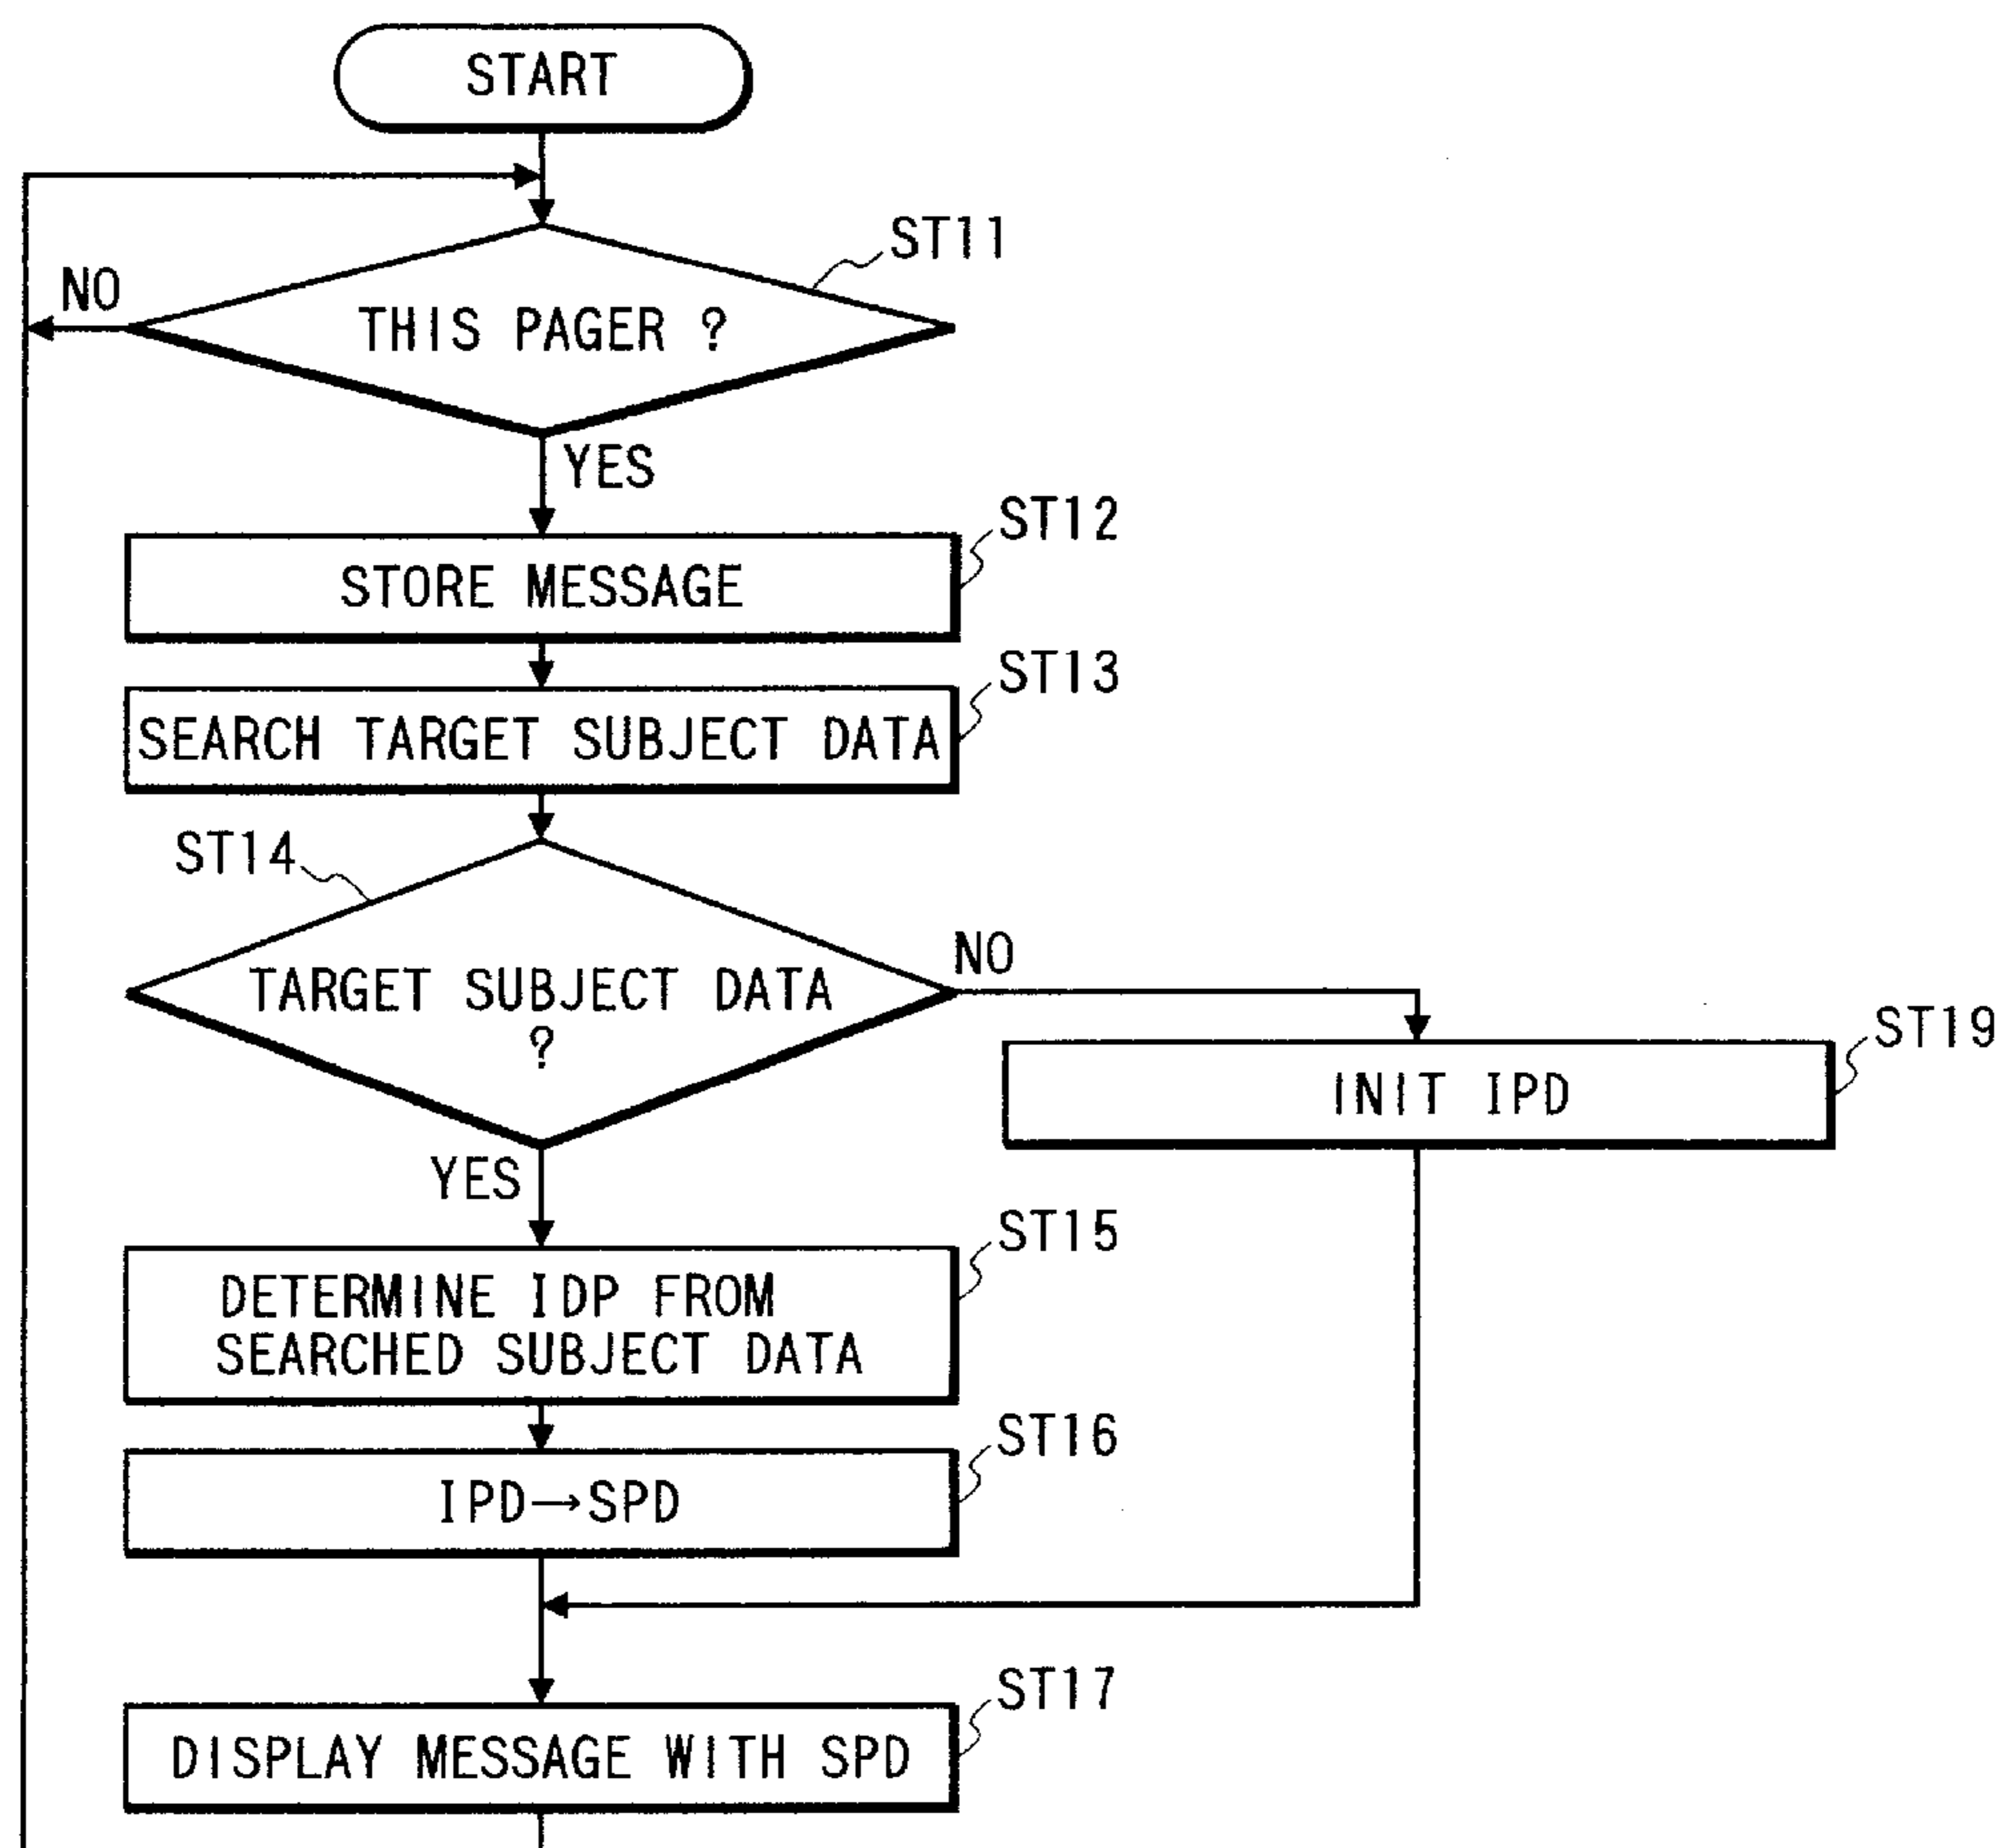 START
ST11
NO
THIS PAGER ?
YES
ST12
STORE MESSAGE
ST13
SEARCH TARGET SUBJECT DATA
ST14
NO
TARGET SUBJECT DATA
?
ST19
INIT IPD
YES
ST15
DETERMINE IDP FROM
SEARCHED SUBJECT DATA
ST16
IPD→SPD
ST17
DISPLAY MESSAGE WITH SPD